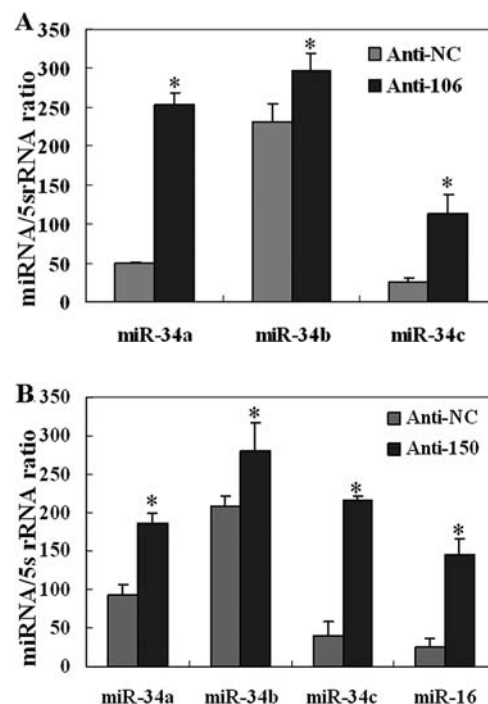 A
Anti-NC
Anti-106
miRNA/5srRNA ratio
350
300
250
200
150
100
50
0
*
*
*
miR-34a miR-34b miR-34c
B
Anti-NC
Anti-150
miRNA/5s rRNA ratio
350
300
250
200
150
100
50
0
*
*
*
*
miR-34a miR-34b miR-34c miR-16